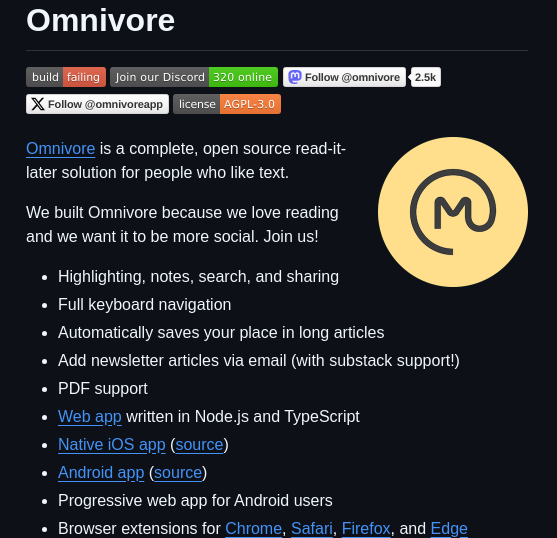 Omnivore
build failing Join our Discord 320 online Follow @omnivore 2.5k
Follow @omnivoreapp license AGPL-3.0
Omnivore is a complete, open source read-it-
later solution for people who like text.
We built Omnivore because we love reading
and we want it to be more social. Join us!
• Highlighting, notes, search, and sharing
• Full keyboard navigation
• Automatically saves your place in long articles
• Add newsletter articles via email (with substack support!)
• PDF support
• Web app written in Node.js and TypeScript
• Native iOS app (source)
• Android app (source)
• Progressive web app for Android users
• Browser extensions for Chrome, Safari, Firefox, and Edge